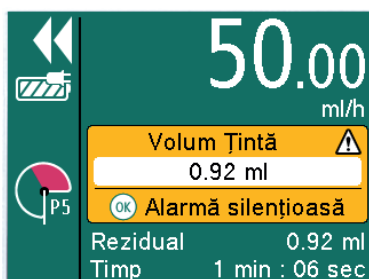 50.00
ml/h
Volum Țintă
0.92 ml
OK Alarmă silențioasă
P5
Rezidual 0.92 ml
Timp 1 min : 06 sec